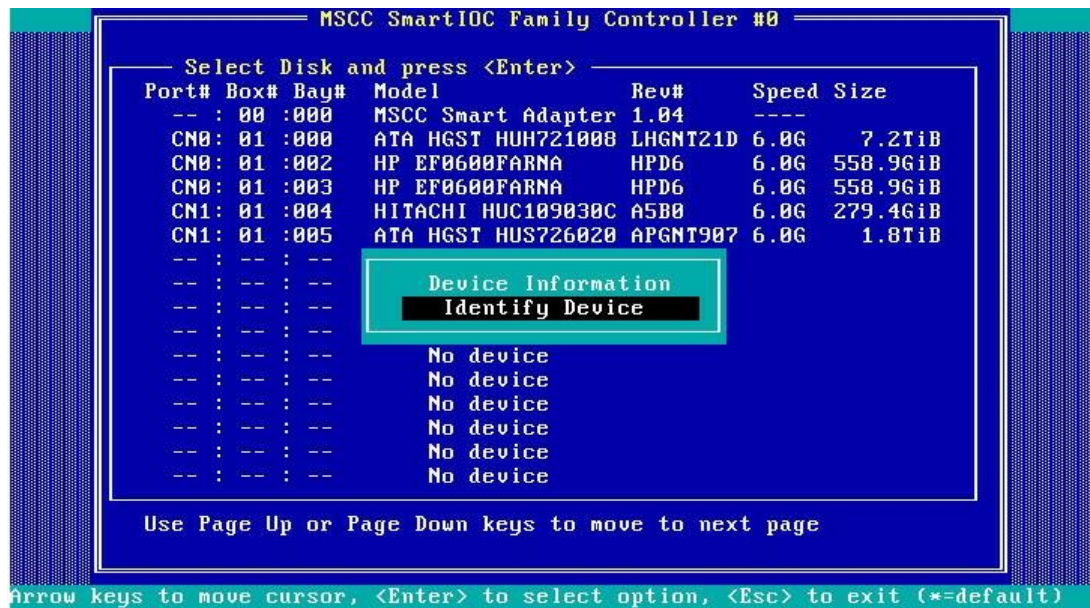 MSCC SmartIOC Family Controller #0
Select Disk and press <Enter>
Port# Box# Bay# Model Rev# Speed Size
-- : 00 :000 MSCC Smart Adapter 1.04 ----
CN0: 01 :000 ATA HGST HUH721008 LHGNT21D 6.0G 7.2TiB
CN0: 01 :002 HP EF0600FARNA HPD6 6.0G 558.9GiB
CN0: 01 :003 HP EF0600FARNA HPD6 6.0G 558.9GiB
CN1: 01 :004 HITACHI HUC109030C A5B0 6.0G 279.4GiB
CN1: 01 :005 ATA HGST HUS726020 APGNT907 6.0G 1.8TiB
-- : -- : --
-- : -- : -- Device Information
-- : -- : -- Identify Device
-- : -- : --
-- : -- : -- No device
-- : -- : -- No device
-- : -- : -- No device
-- : -- : -- No device
-- : -- : -- No device
-- : -- : -- No device
Use Page Up or Page Down keys to move to next page
Arrow keys to move cursor, <Enter> to select option, <Esc> to exit (*=default)